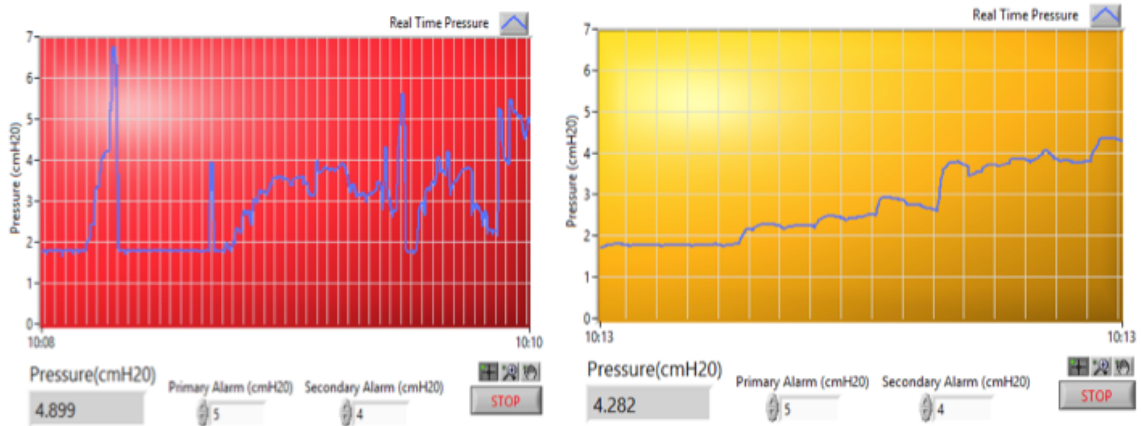 Real Time Pressure
7
6
5
4
3
2
1
0
Pressure (cmH20)
10:08
10:10
Pressure(cmH20)
4.899
Primary Alarm (cmH20)
5
Secondary Alarm (cmH20)
4
STOP
Real Time Pressure
7
6
5
4
3
2
1
0
Pressure (cmH20)
10:13
10:13
Pressure(cmH20)
4.282
Primary Alarm (cmH20)
5
Secondary Alarm (cmH20)
4
STOP